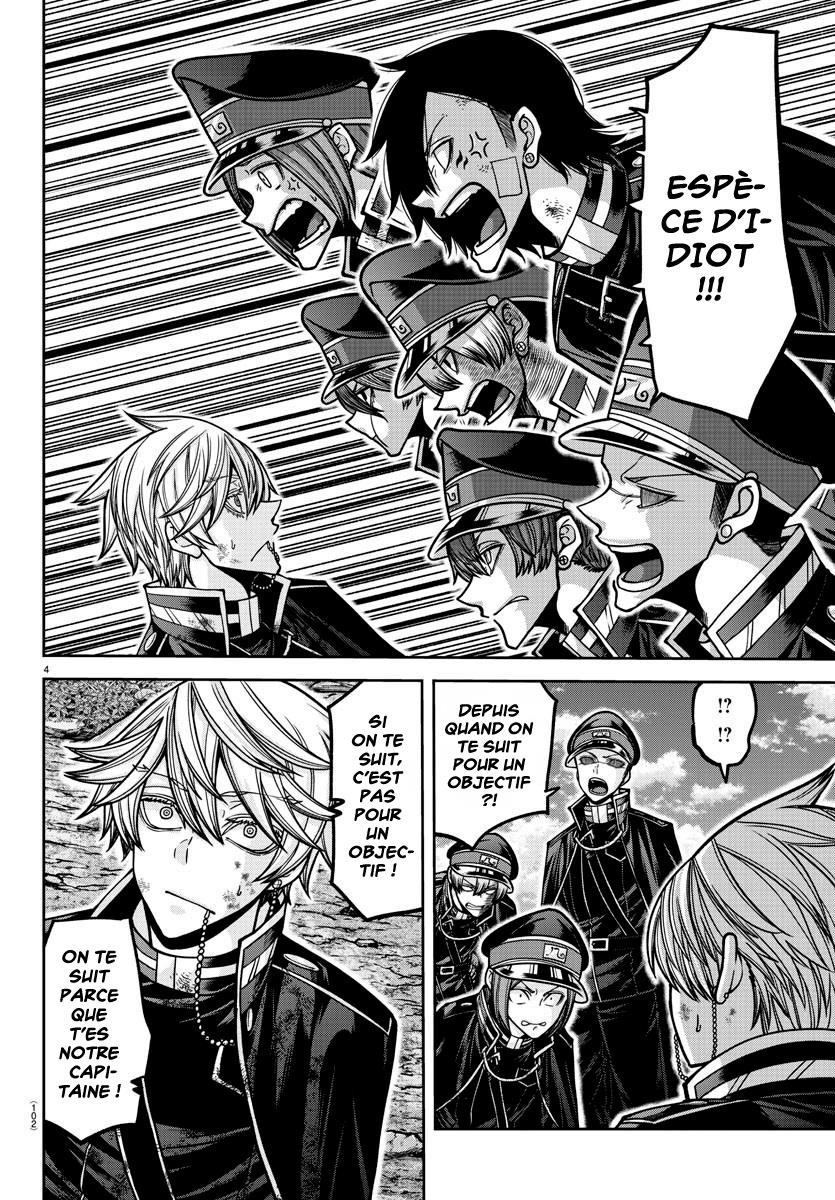 ESPÈ-
CE D'I-
DIOT
!!!
!?
!?
DEPUIS
QUAND ON
TE SUIT
POUR UN
OBJECTIF
?!
SI
ON TE
SUIT,
C'EST
PAS
POUR
UN
OBJEC-
TIF !
ON TE
SUIT
PARCE
QUE
T'ES
NOTRE
CAPI-
TAINE !
4
(102)